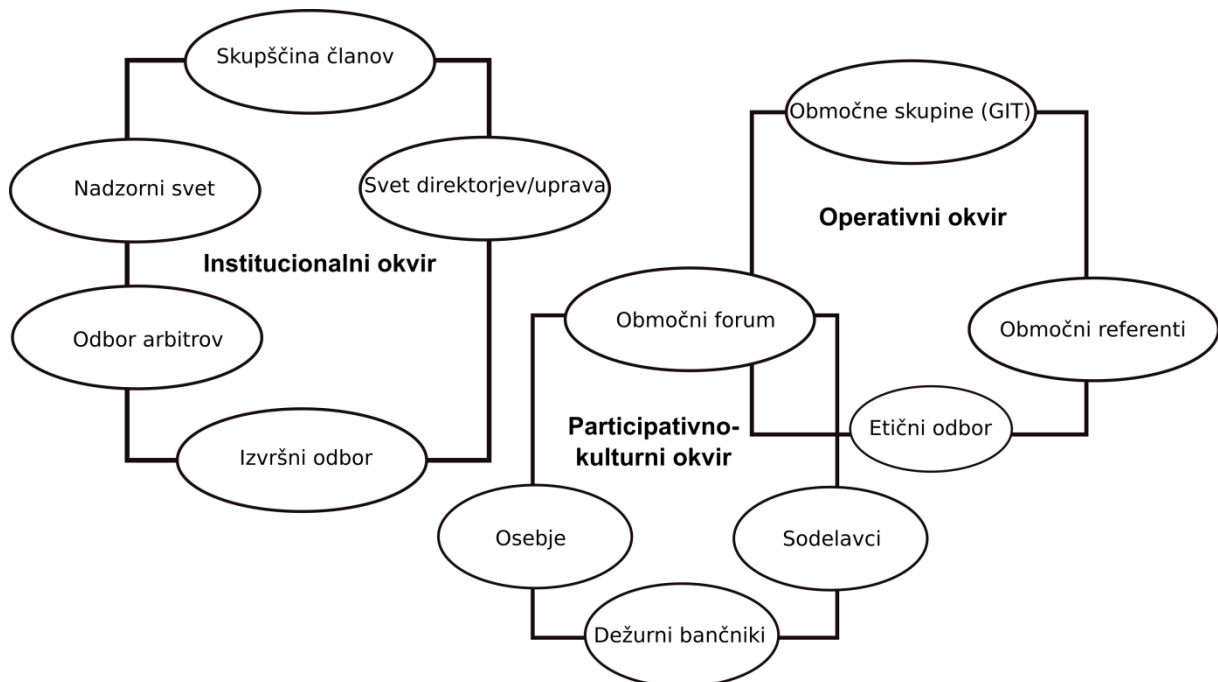 Skupščina članov
Nadzorni svet
Svet direktorjev/uprava
Institucionalni okvir
Odbor arbitrov
Izvršni odbor
Območne skupine (GIT)
Operativni okvir
Območni forum
Območni referenti
Etični odbor
Participativno-
kulturni okvir
Osebje
Sodelavci
Dežurni bančniki